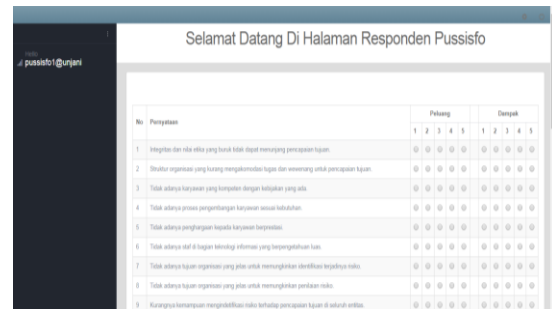 Selamat Datang Di Halaman Responden Pussisfo
Hello
pussisfo1@unjani
No Pernyataan Peluang Dampak
1 2 3 4 5 1 2 3 4 5
1 Integritas dan nilai etika yang buruk tidak dapat menunjang pencapaian tujuan.
2 Struktur organisasi yang kurang mengakomodasi tugas dan wewenang untuk pencapaian tujuan.
3 Tidak adanya karyawan yang kompeten dengan kebijakan yang ada.
4 Tidak adanya proses pengembangan karyawan sesuai kebutuhan.
5 Tidak adanya penghargaan kepada karyawan berprestasi.
6 Tidak adanya staf di bagian teknologi informasi yang berpengetahuan luas.
7 Tidak adanya tujuan organisasi yang jelas untuk memungkinkan identifikasi terjadinya risiko.
8 Tidak adanya tujuan organisasi yang jelas untuk memungkinkan penilaian risiko.
9 Kurangnya kemampuan mengindetifikasi risiko terhadap pencapaian tujuan di seluruh entitas.